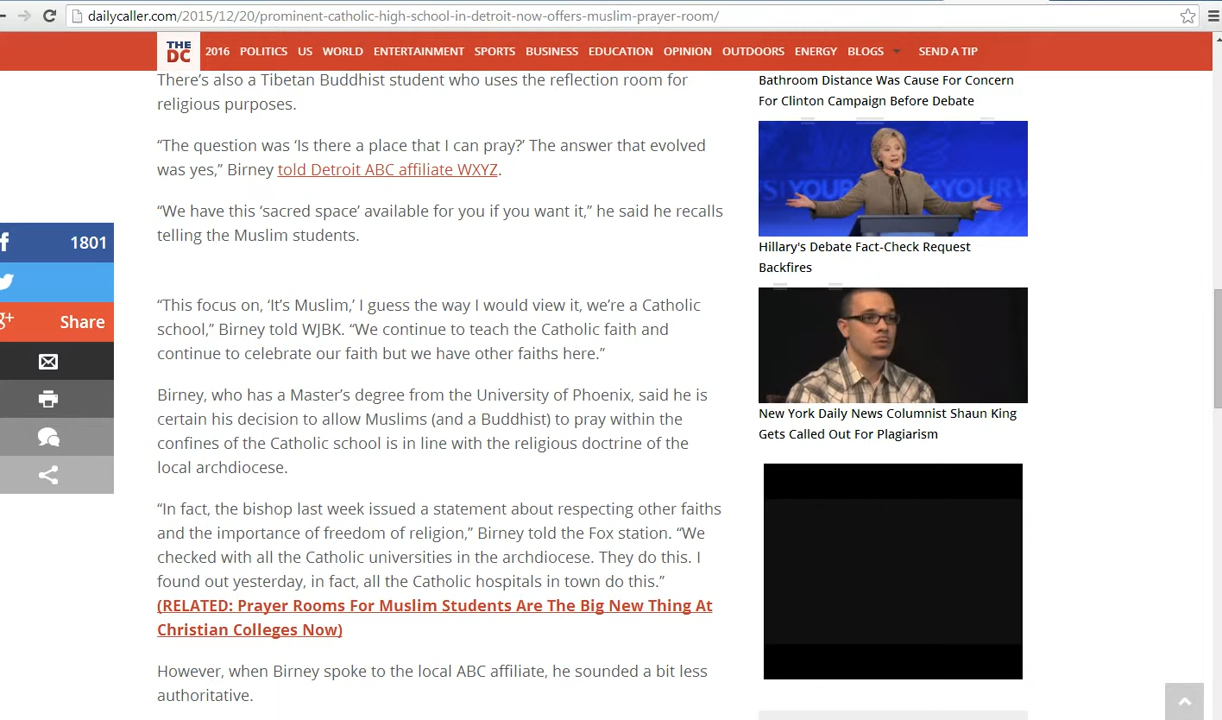 dailycaller.com/2015/12/20/prominent-catholic-high-school-in-detroit-now-offers-muslim-prayer-room/
THE DC 2016 POLITICS US WORLD ENTERTAINMENT SPORTS BUSINESS EDUCATION OPINION OUTDOORS ENERGY BLOGS SEND A TIP
There's also a Tibetan Buddhist student who uses the reflection room for
religious purposes.
“The question was ‘Is there a place that I can pray?’ The answer that evolved
was yes,” Birney told Detroit ABC affiliate WXYZ.
“We have this ‘sacred space’ available for you if you want it,” he said he recalls
telling the Muslim students.
“This focus on, ‘It’s Muslim,’ I guess the way I would view it, we’re a Catholic
school,” Birney told WJBK. “We continue to teach the Catholic faith and
continue to celebrate our faith but we have other faiths here.”
Birney, who has a Master’s degree from the University of Phoenix, said he is
certain his decision to allow Muslims (and a Buddhist) to pray within the
confines of the Catholic school is in line with the religious doctrine of the
local archdiocese.
“In fact, the bishop last week issued a statement about respecting other faiths
and the importance of freedom of religion,” Birney told the Fox station. “We
checked with all the Catholic universities in the archdiocese. They do this. I
found out yesterday, in fact, all the Catholic hospitals in town do this.”
(RELATED: Prayer Rooms For Muslim Students Are The Big New Thing At
Christian Colleges Now)
However, when Birney spoke to the local ABC affiliate, he sounded a bit less
authoritative.
1801
g+ Share
Bathroom Distance Was Cause For Concern
For Clinton Campaign Before Debate
Hillary's Debate Fact-Check Request
Backfires
New York Daily News Columnist Shaun King
Gets Called Out For Plagiarism